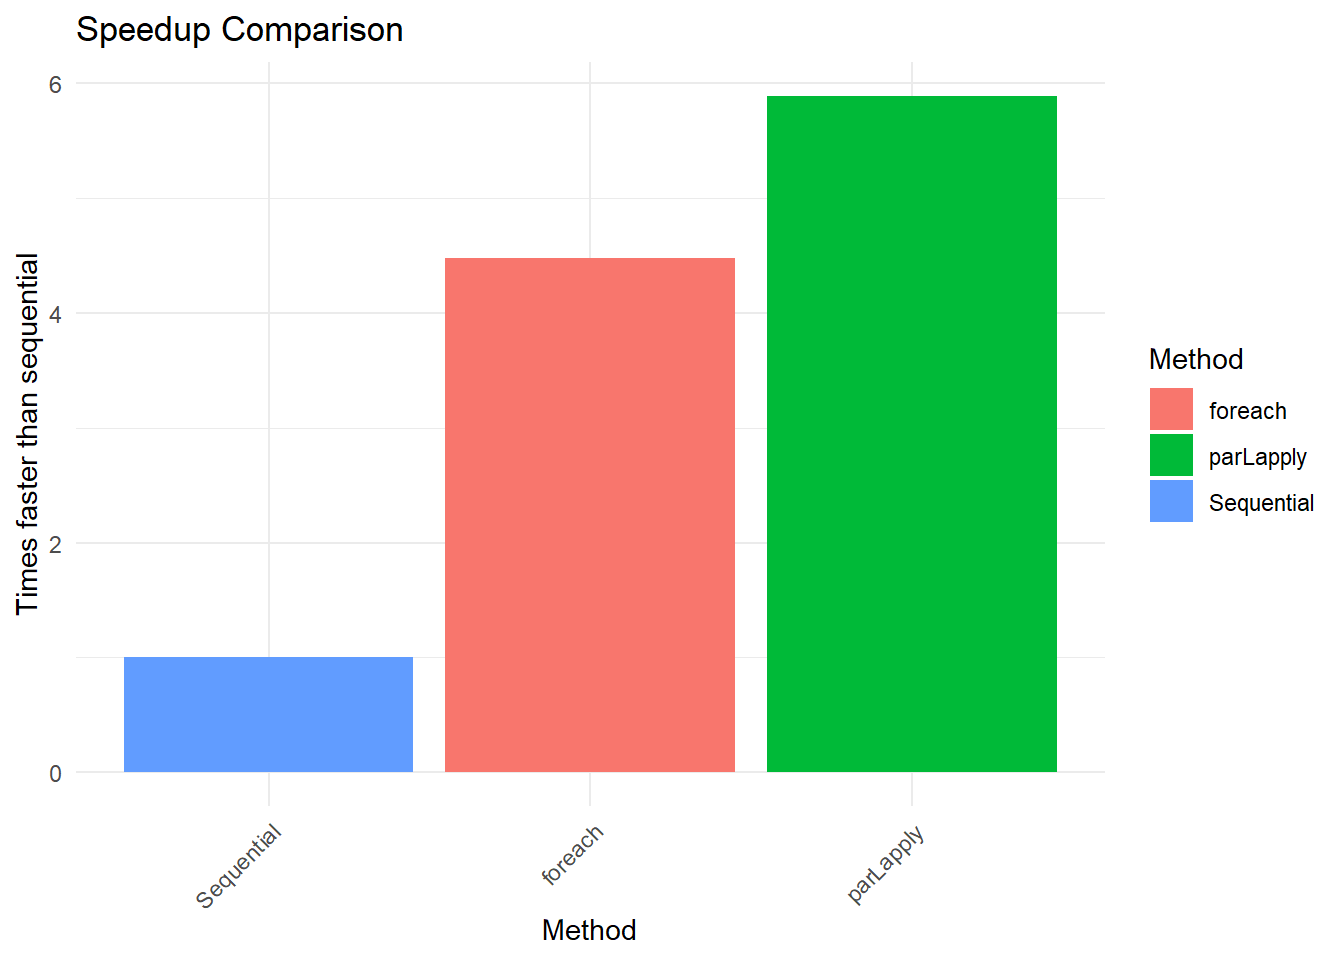 Speedup Comparison
Times faster than sequential
6
4
2
0
Sequential
foreach
parLapply
Method
Method
foreach
parLapply
Sequential